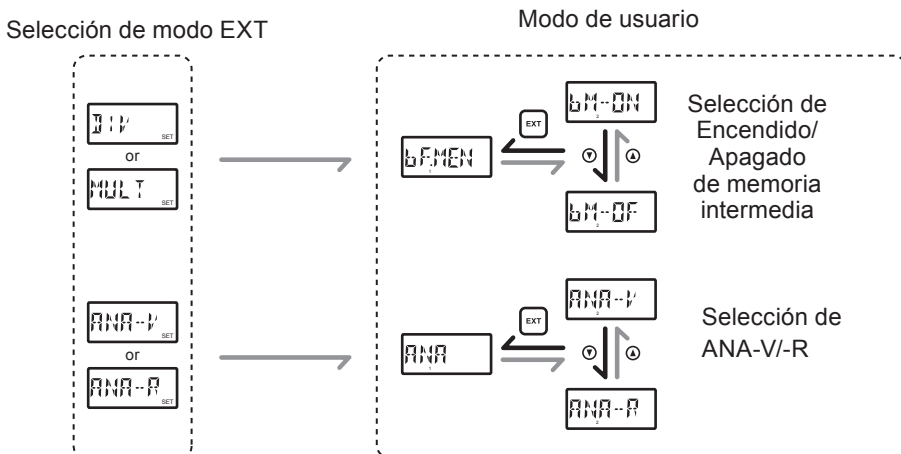 Selección de modo EXT
Modo de usuario
DIV
SET
or
MULT
SET
bF.MEN
1
EXT
bM-ON
2
bM-OF
2
Selección de
Encendido/
Apagado
de memoria
intermedia
ANA-V
SET
or
ANA-R
SET
ANA
1
EXT
ANA-V
2
ANA-R
2
Selección de
ANA-V/-R